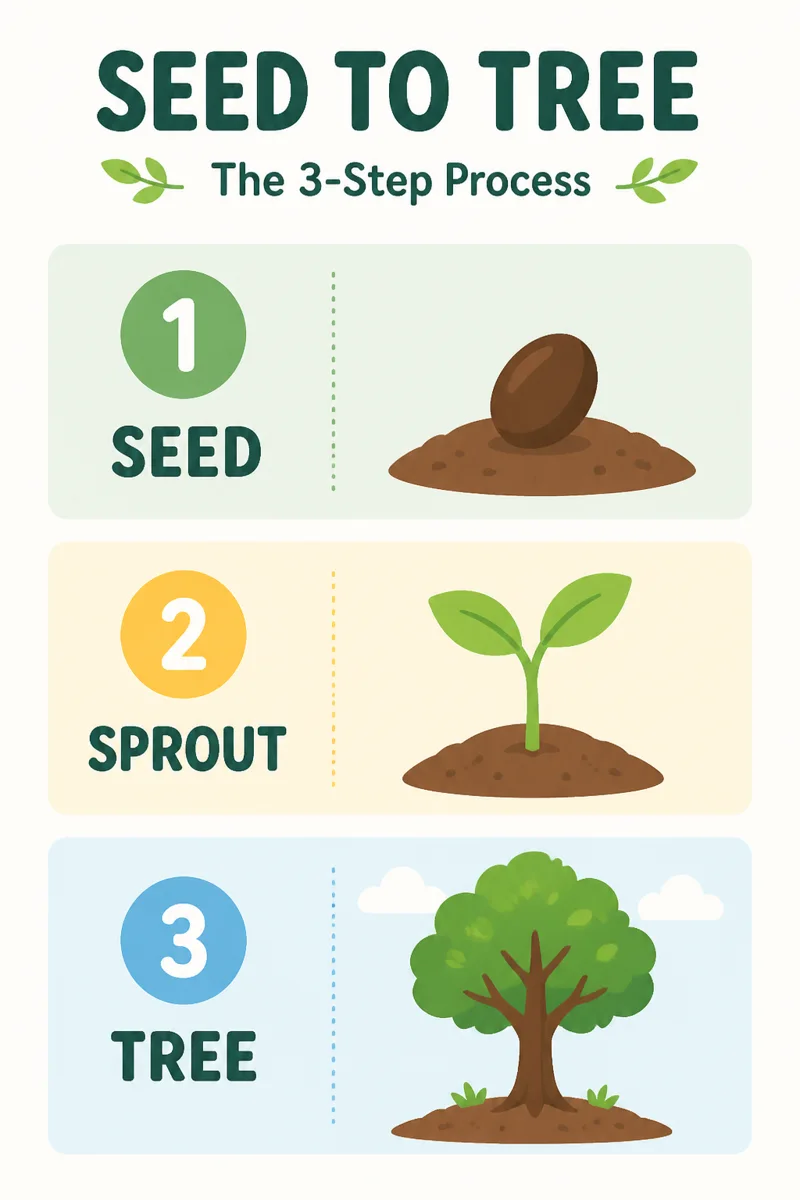 SEED TO TREE
The 3-Step Process
1
SEED
2
SPROUT
3
TREE